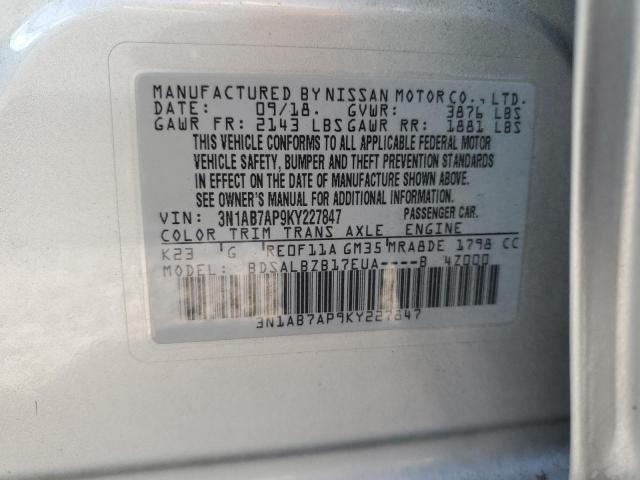 MANUFACTURED BY NISSAN MOTOR CO., LTD.
DATE: 09/18. GVWR: 3876 LBS
GAWR FR: 2143 LBS GAWR RR: 1881 LBS
THIS VEHICLE CONFORMS TO ALL APPLICABLE FEDERAL MOTOR
VEHICLE SAFETY, BUMPER AND THEFT PREVENTION STANDARDS
IN EFFECT ON THE DATE OF MANUFACTURE SHOWN ABOVE.
SEE OWNER'S MANUAL FOR ADDITIONAL INFORMATION.
VIN: 3N1AB7AP9KY227847 PASSENGER CAR.
COLOR TRIM TRANS AXLE ENGINE
K23 G RE0F11A GM35 MRA8DE 1798 CC
MODEL: BDSALBZB17EUA----B 4Z000
3N1AB7AP9KY227847